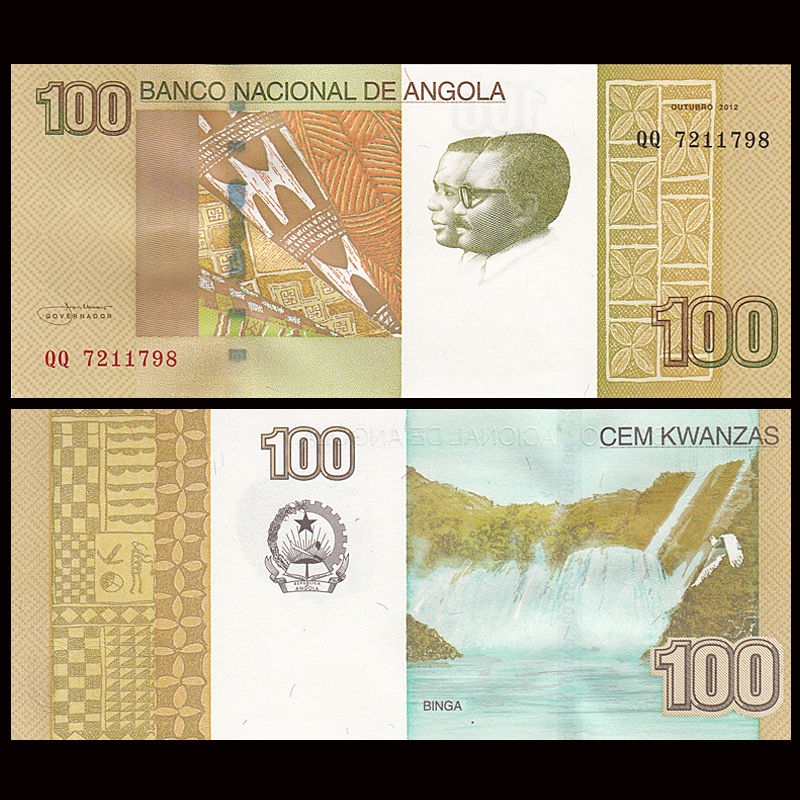 100
BANCO NACIONAL DE ANGOLA
OUTUBRO 2012
QQ 7211798
GOVERNADOR
QQ 7211798
100
100
CEM KWANZAS
REPÚBLICA
ANGOLA
BINGA
100